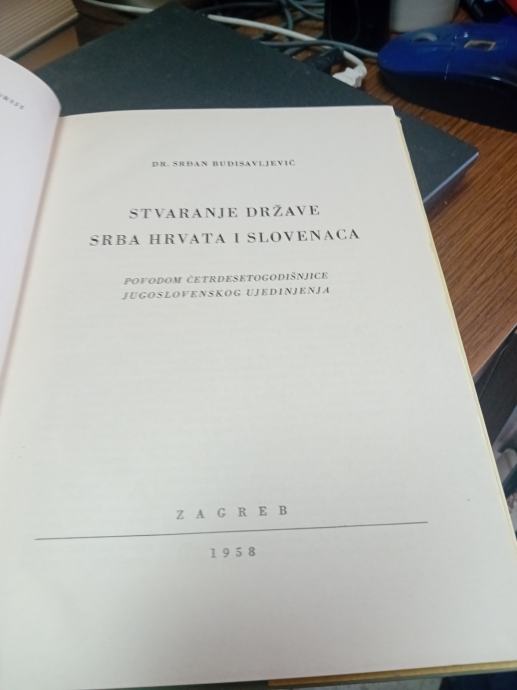 DR. SRĐAN BUDISAVLJEVIĆ
STVARANJE DRŽAVE
SRBA HRVATA I SLOVENACA
POVODOM ČETRDESETOGODIŠNJICE
JUGOSLOVENSKOG UJEDINJENJA
ZAGREB
1958